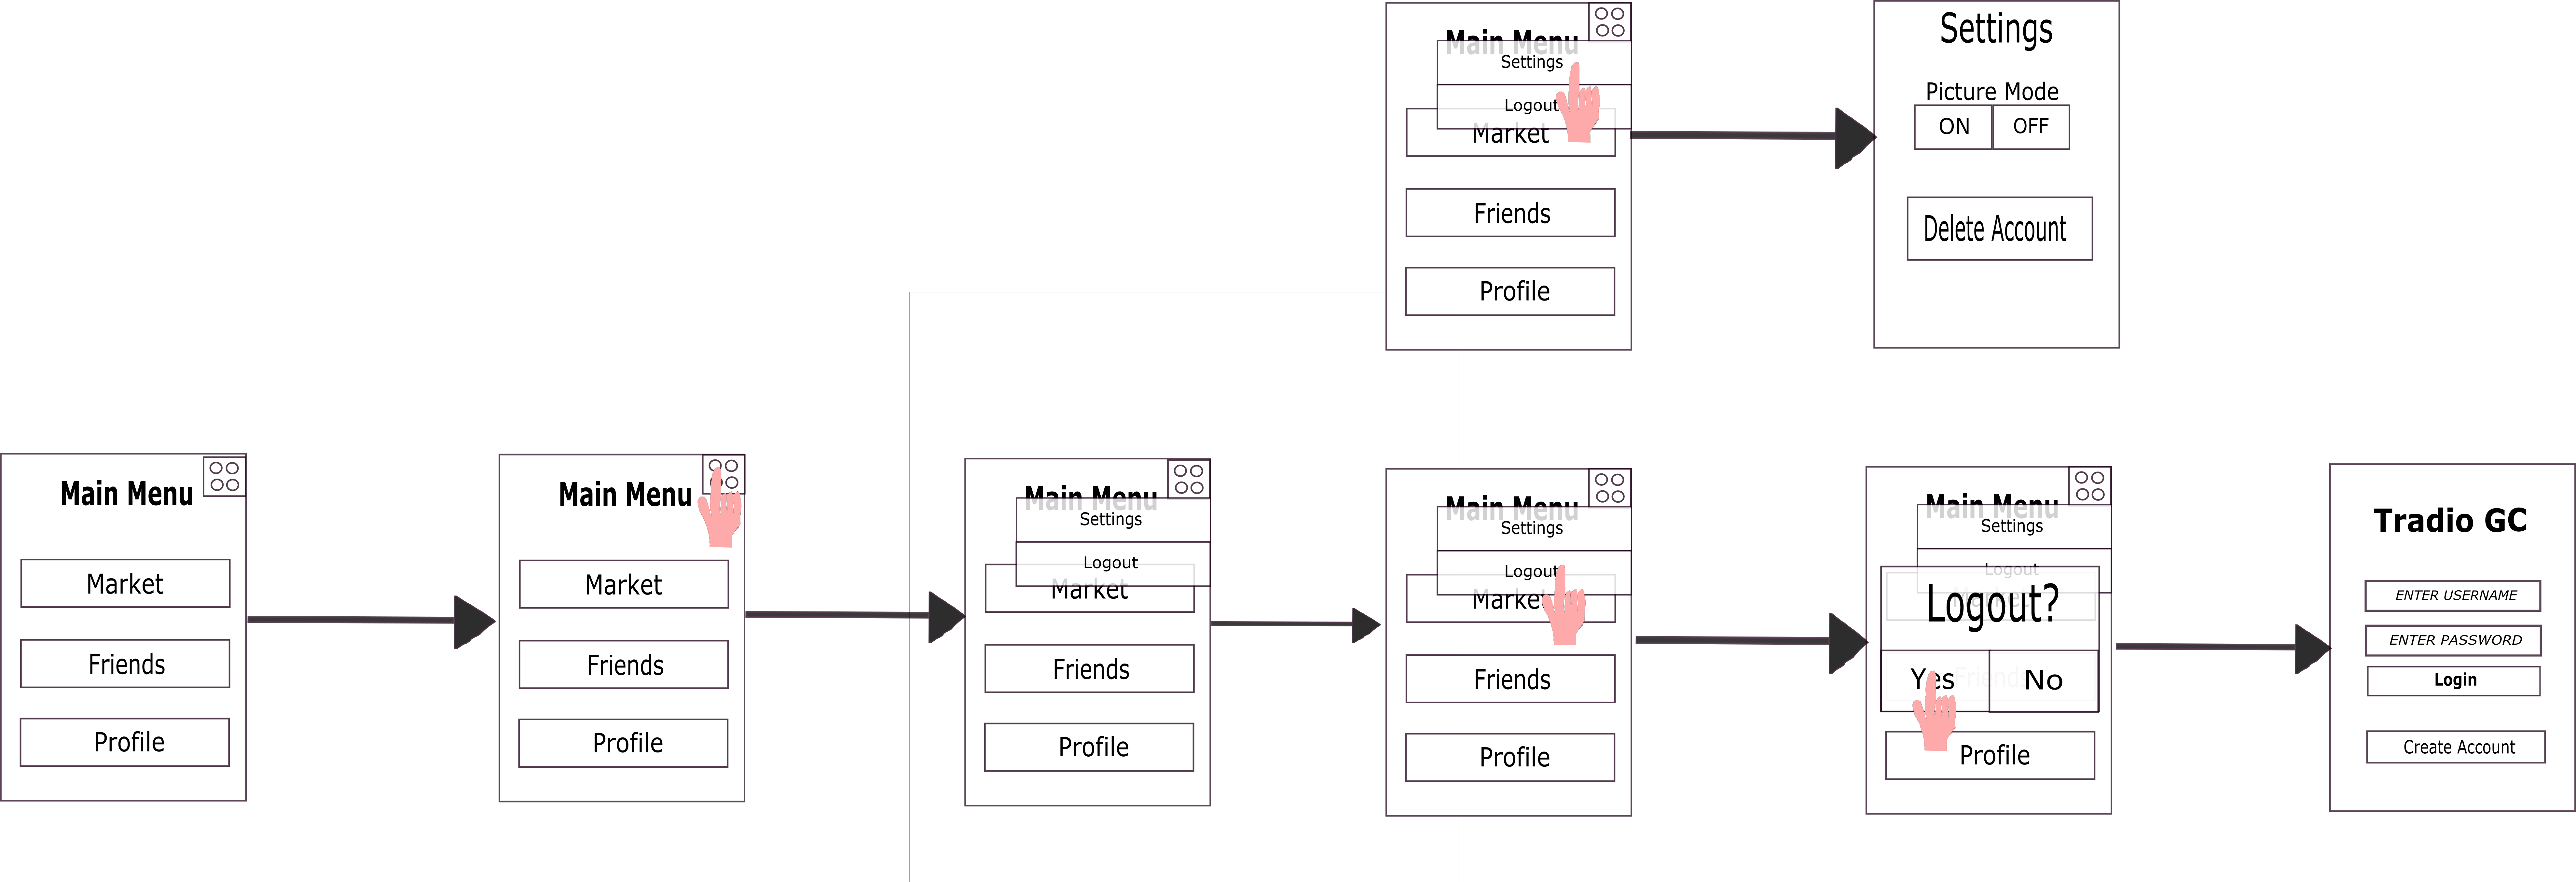 Main Menu
Settings
Logout
Market
Friends
Profile
Settings
Picture Mode
ON OFF
Delete Account
Main Menu
Market
Friends
Profile
Main Menu
Market
Friends
Profile
Main Menu
Settings
Logout
Market
Friends
Profile
Main Menu
Settings
Logout
Market
Friends
Profile
Main Menu
Settings
Logout
Logout?
Yes No
Friends
Profile
Tradio GC
ENTER USERNAME
ENTER PASSWORD
Login
Create Account